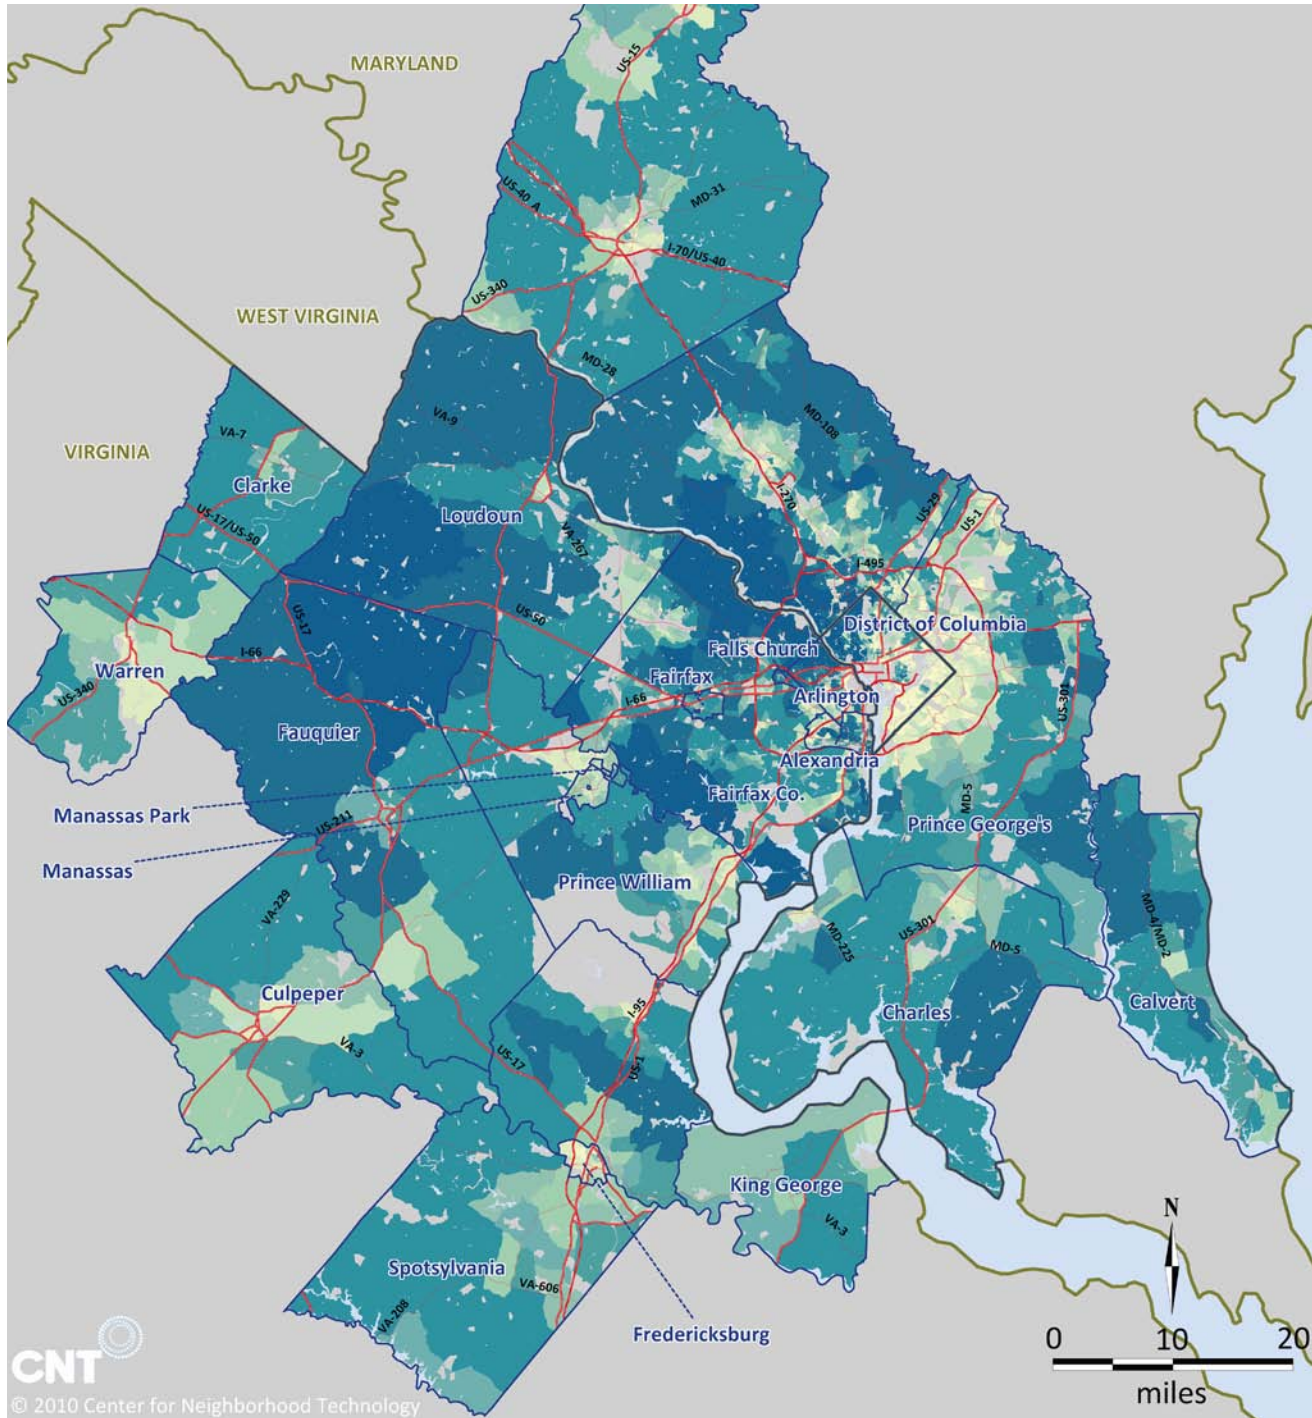 US-15
MARYLAND
MD-31
US-40 A
I-70/US-40
US-340
WEST VIRGINIA
MD-28
VA-9
MD-108
VA-7
VIRGINIA
Clarke
I-270
US-29
US-1
US-17/US-50
Loudoun
VA-267
I-495
US-50
US-17
District of Columbia
Falls Church
I-66
Warren
Fairfax
US-340
I-66
Arlington
US-301
Fauquier
Alexandria
Fairfax Co.
MD-5
Manassas Park
US-211
Prince George's
Manassas
Prince William
VA-229
MD-4/MD-2
US-301
MD-225
MD-5
Culpeper
I-95
Calvert
Charles
VA-3
US-17
US-1
King George
N
VA-3
Spotsylvania
VA-606
VA-208
Fredericksburg
0 10 20
miles
CNT
© 2010 Center for Neighborhood Technology